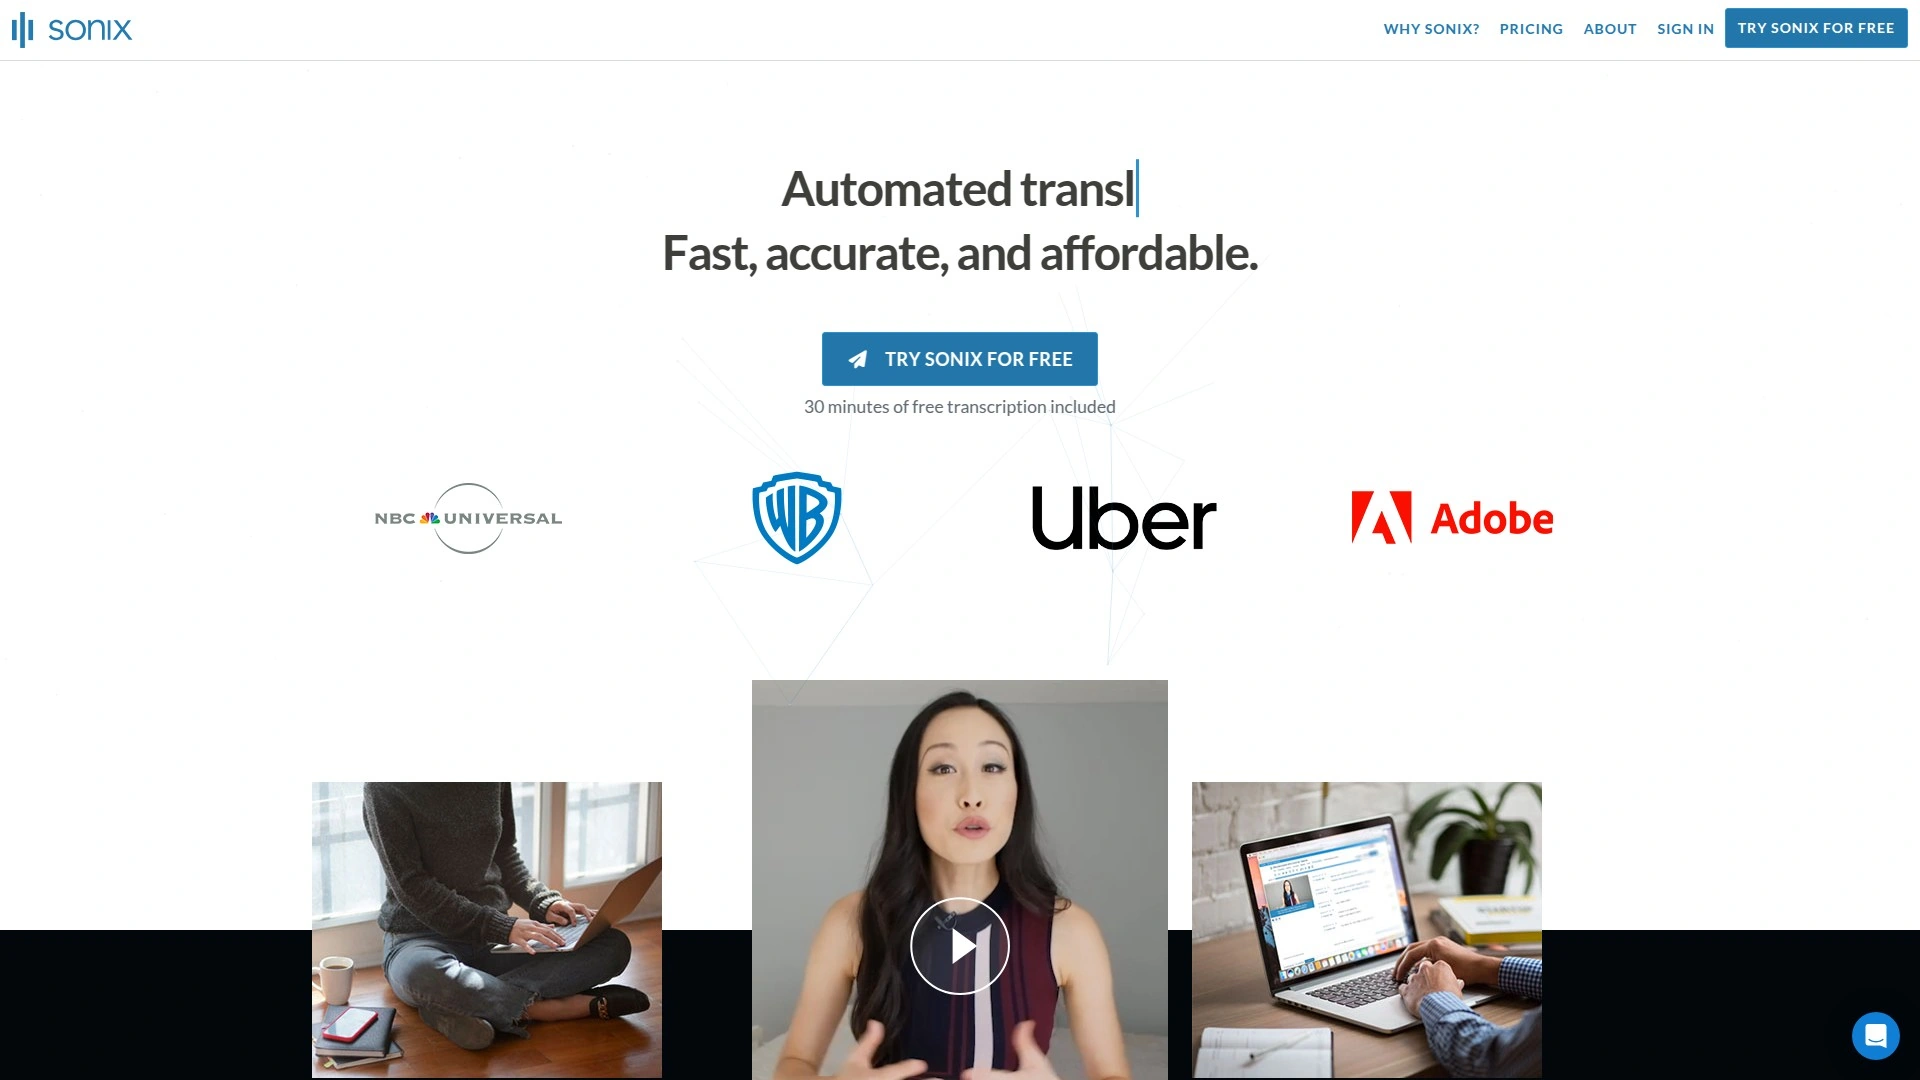 sonix
WHY SONIX?
PRICING
ABOUT
SIGN IN
TRY SONIX FOR FREE
Automated transl
Fast, accurate, and affordable.
TRY SONIX FOR FREE
30 minutes of free transcription included
NBC UNIVERSAL
WB
Uber
Adobe